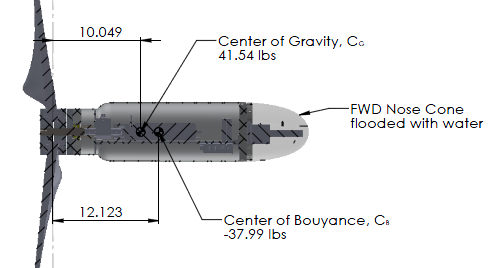 10.049
Center of Gravity, CG
41.54 lbs
FWD Nose Cone
flooded with water
12.123
Center of Bouyance, CB
-37.99 lbs